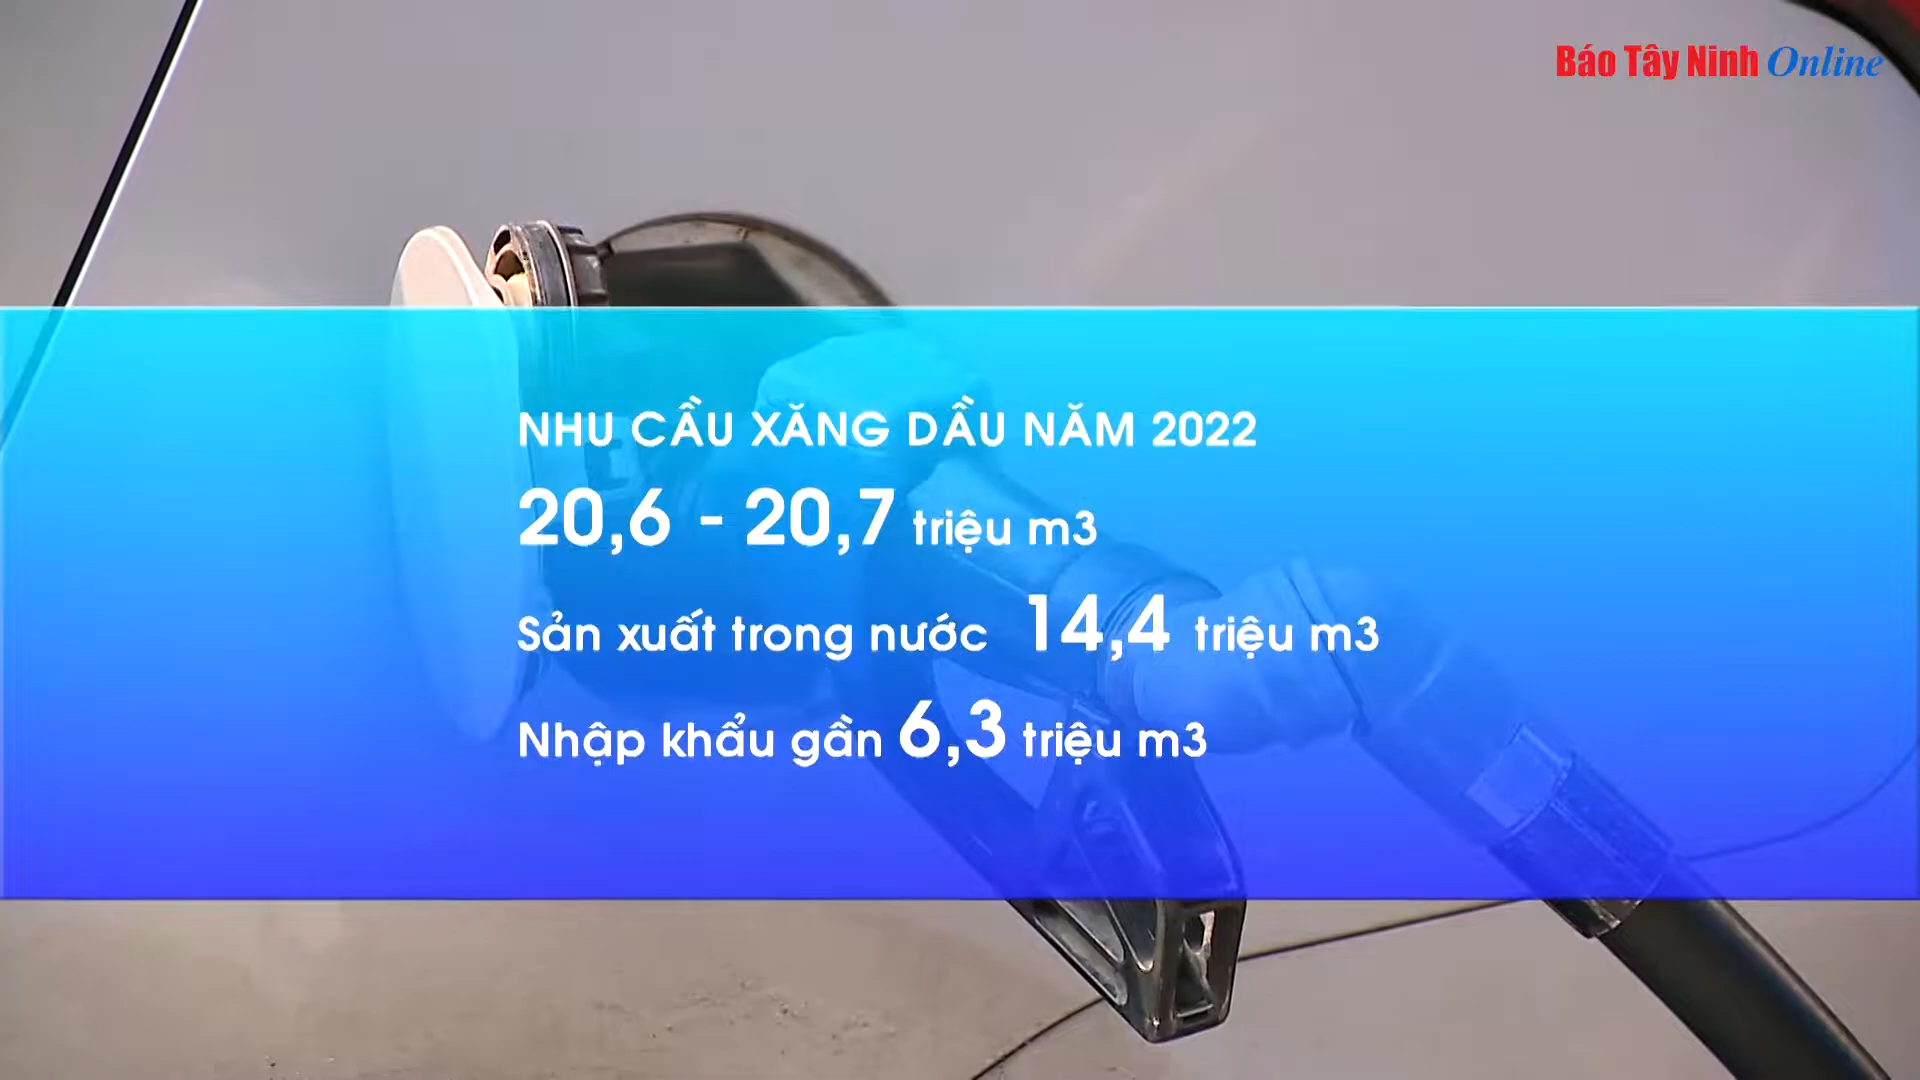 Báo Tây Ninh Online
NHU CẦU XĂNG DẦU NĂM 2022
20,6 - 20,7 triệu m3
Sản xuất trong nước 14,4 triệu m3
Nhập khẩu gần 6,3 triệu m3